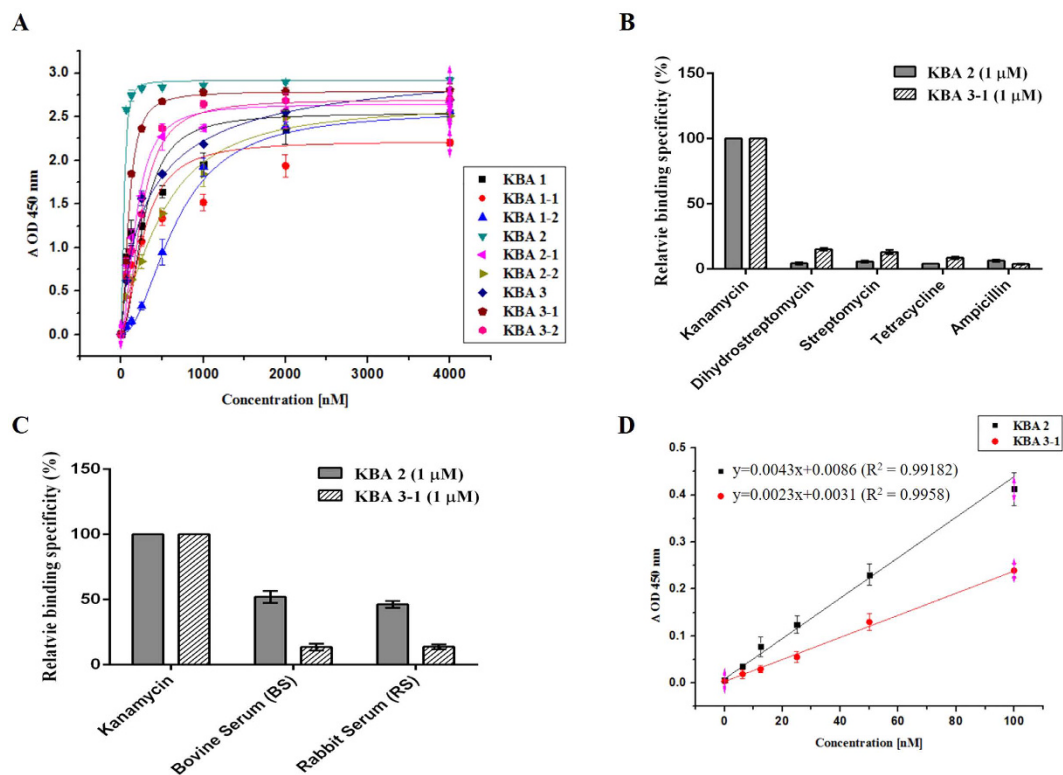 A
Δ OD 450 nm
3.0
2.5
2.0
1.5
1.0
0.5
0.0
0
1000
2000
3000
4000
Concentration [nM]
KBA 1
KBA 1-1
KBA 1-2
KBA 2
KBA 2-1
KBA 2-2
KBA 3
KBA 3-1
KBA 3-2
B
Relatvie binding specificity (%)
150
100
50
0
KBA 2 (1 μM)
KBA 3-1 (1 μM)
Kanamycin
Dihydrostreptomycin
Streptomycin
Tetracycline
Ampicillin
C
Relatvie binding specificity (%)
150
100
50
0
KBA 2 (1 μM)
KBA 3-1 (1 μM)
Kanamycin
Bovine Serum (BS)
Rabbit Serum (RS)
D
KBA 2
KBA 3-1
Δ OD 450 nm
0.5
0.4
0.3
0.2
0.1
0.0
y=0.0043x+0.0086 (R² = 0.99182)
y=0.0023x+0.0031 (R² = 0.9958)
0
20
40
60
80
100
Concentration [nM]